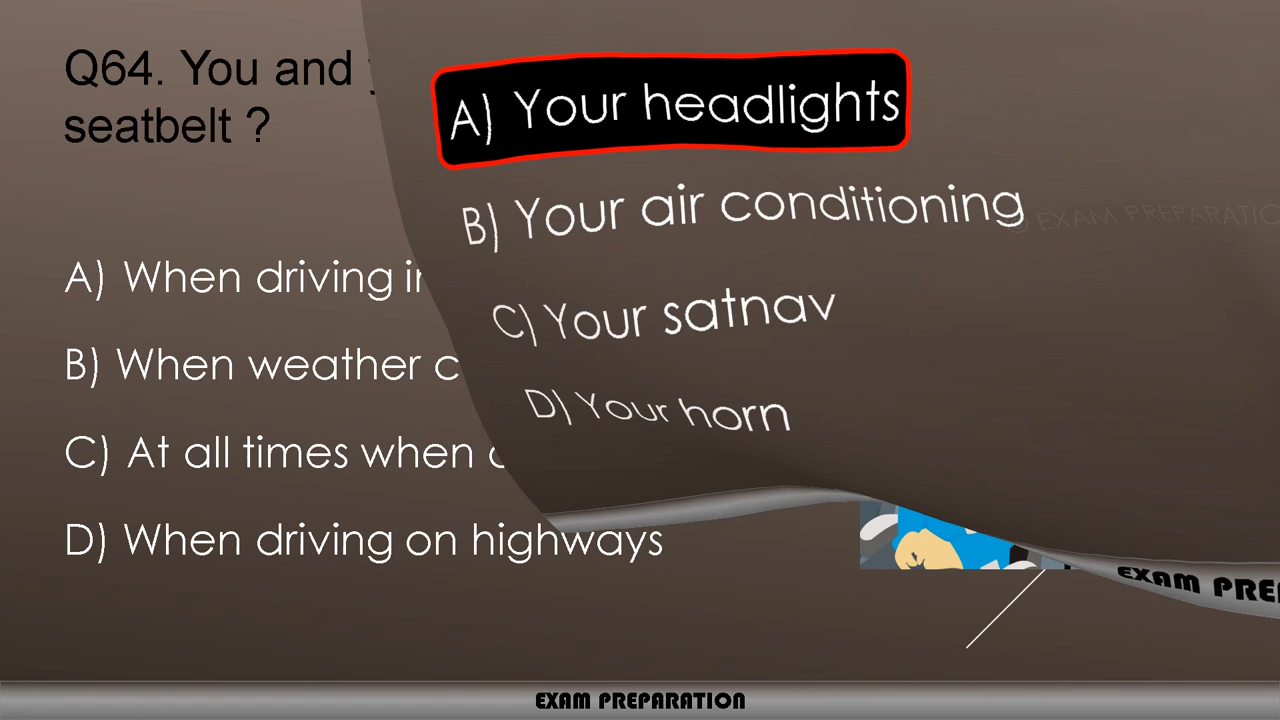 Q64. You and
seatbelt ?
A) When driving
B) When weather
C) At all times when
D) When driving on highways
A) Your headlights
B) Your air conditioning
C) Your satnav
D) Your horn
EXAM PREPARATIO
EXAM PRE
EXAM PREPARATION